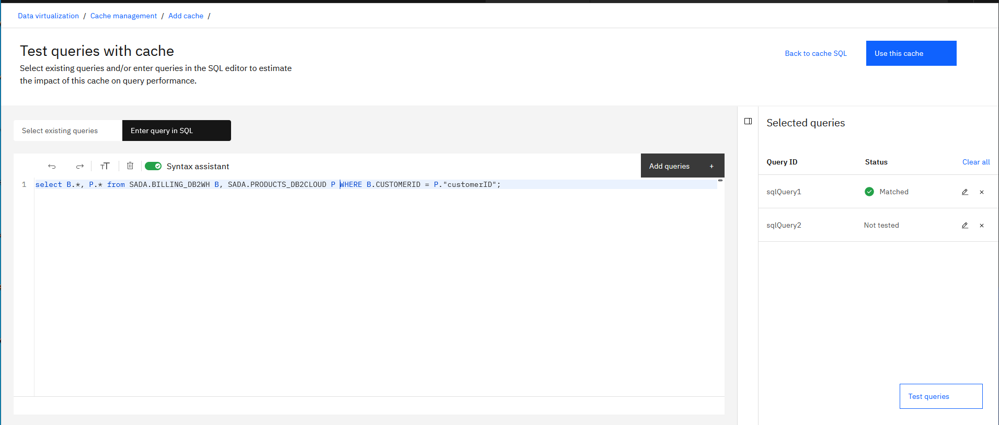 Data virtualization / Cache management / Add cache /
Test queries with cache
Select existing queries and/or enter queries in the SQL editor to estimate
the impact of this cache on query performance.
Back to cache SQL
Use this cache
Select existing queries
Enter query in SQL
Syntax assistant
Add queries +
1 select B.*, P.* from SADA.BILLING_DB2WH B, SADA.PRODUCTS_DB2CLOUD P WHERE B.CUSTOMERID = P."customerID";
Selected queries
Query ID Status Clear all
sqlQuery1 Matched
sqlQuery2 Not tested
Test queries